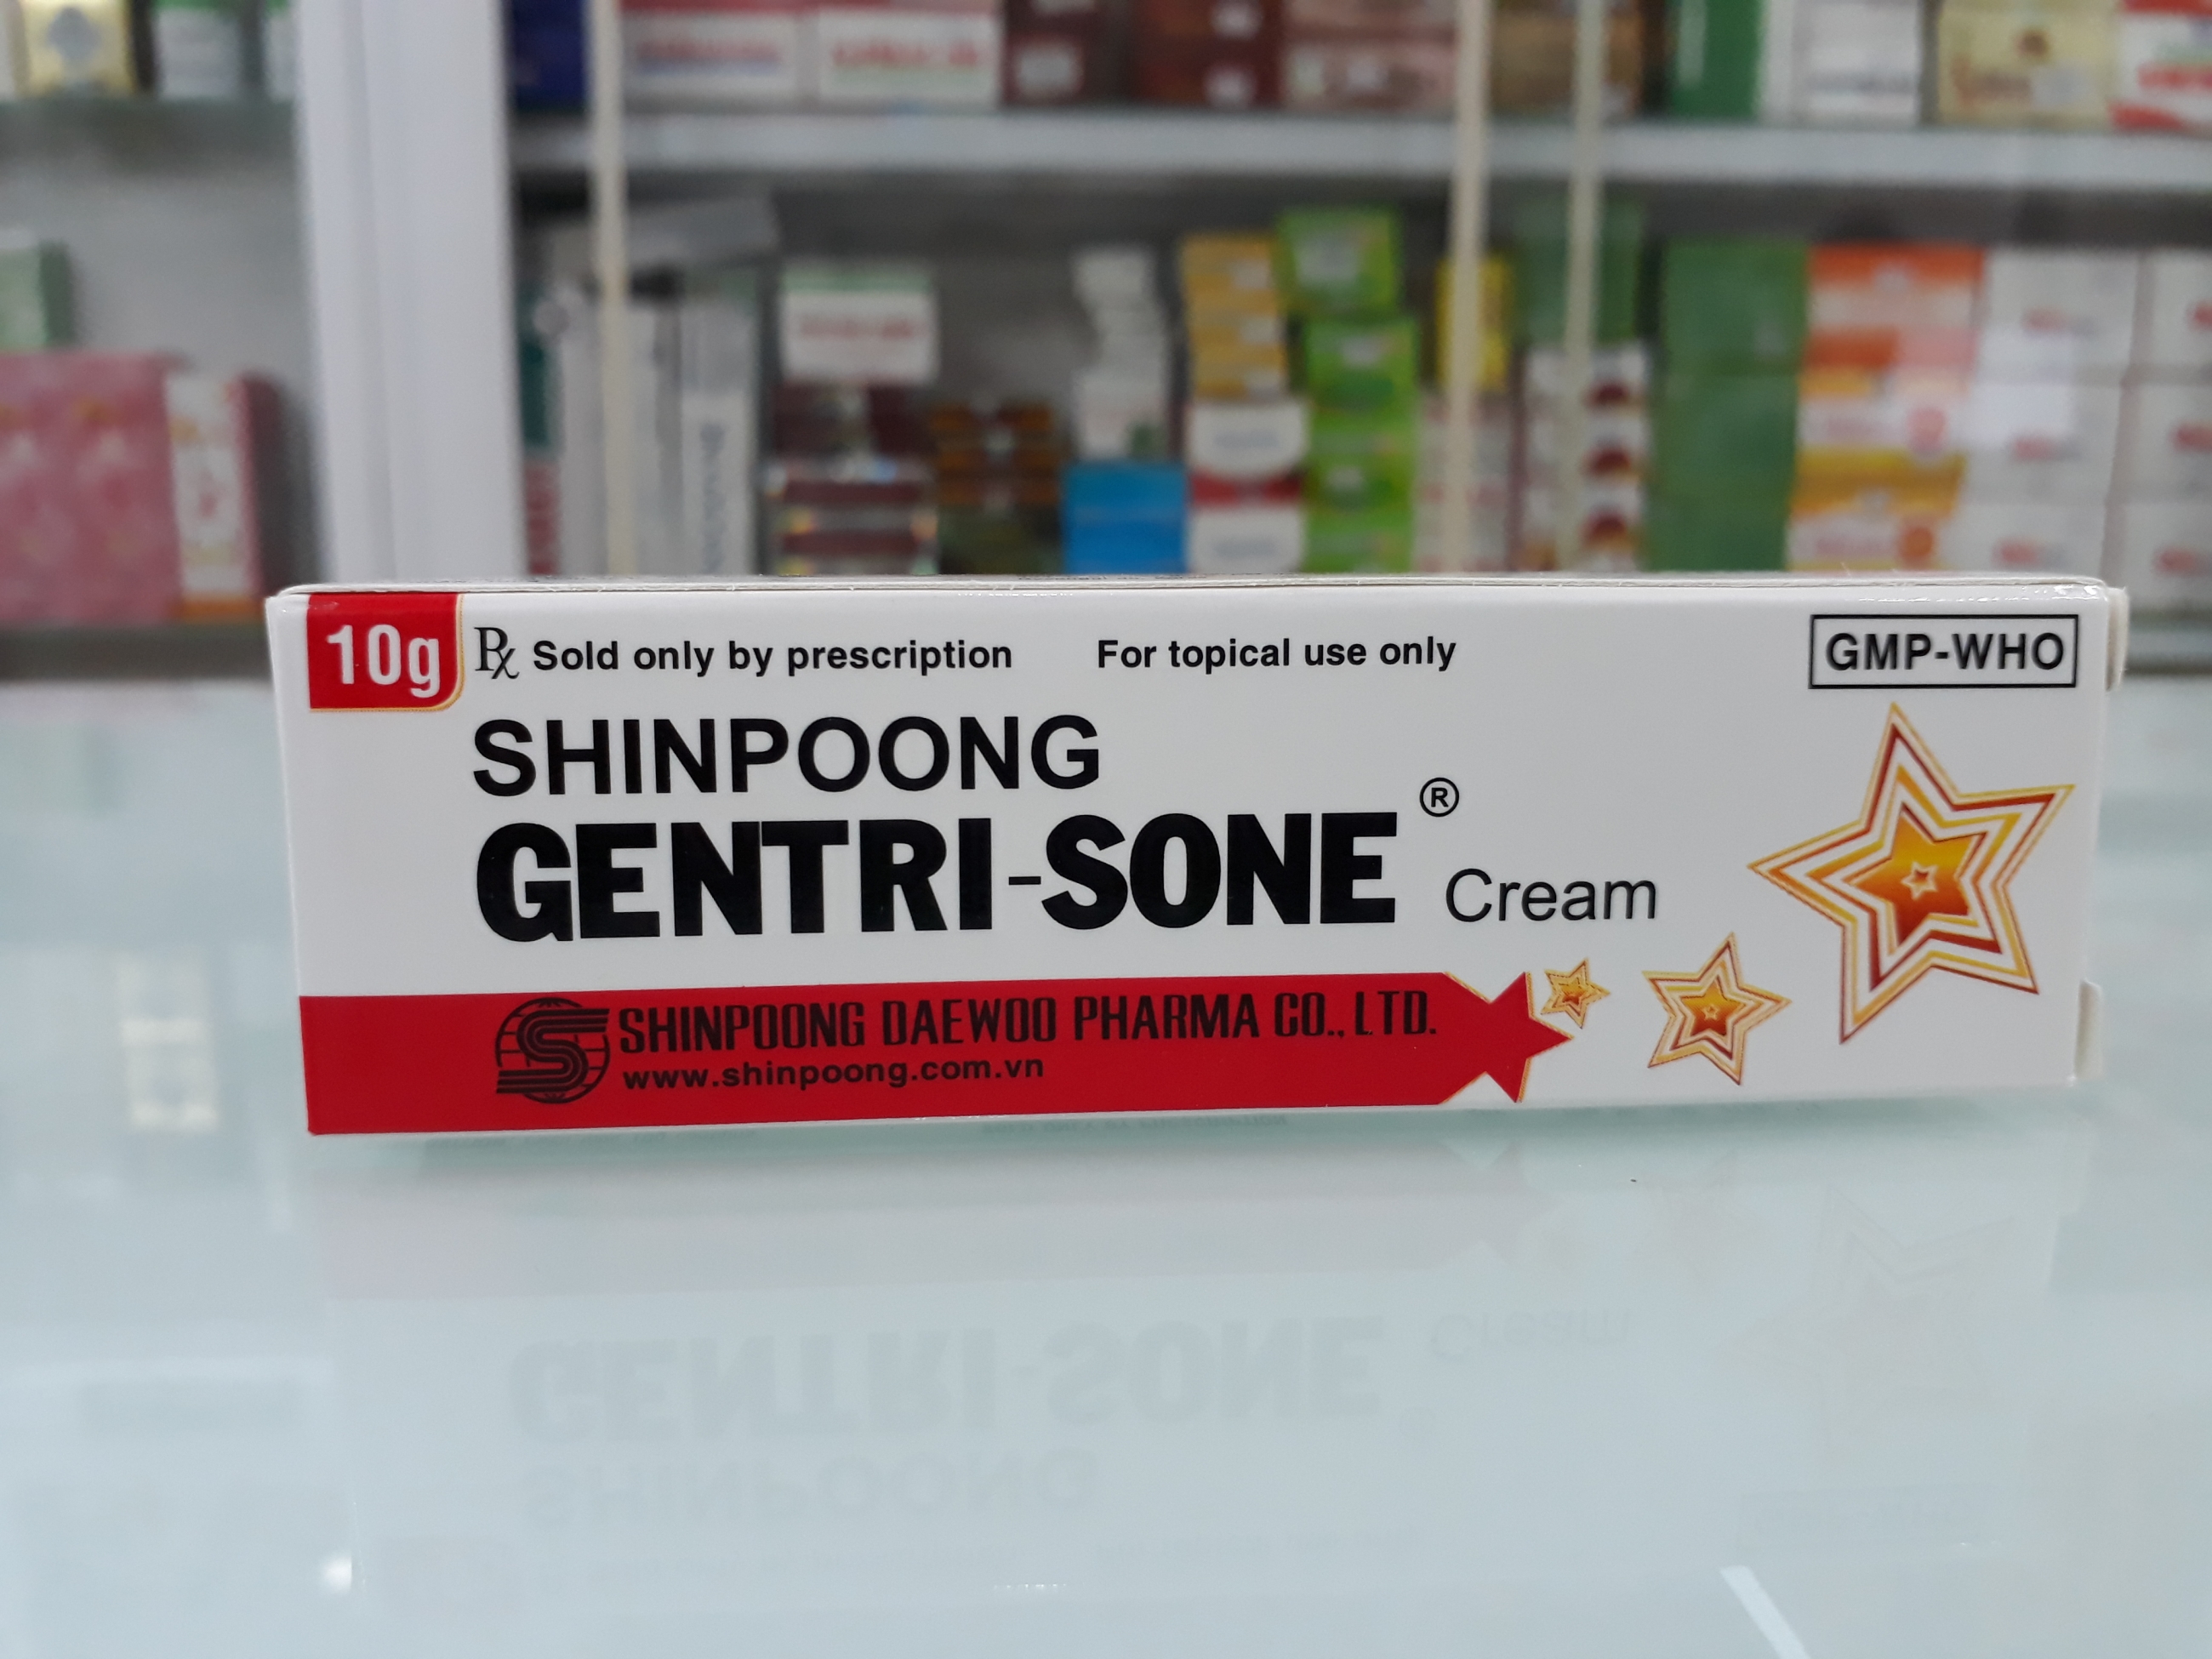 10g
℞ Sold only by prescription For topical use only
GMP-WHO
SHINPOONG
GENTRI-SONE ® Cream
SHINPOONG DAEWOO PHARMA CO., LTD.
www.shinpoong.com.vn